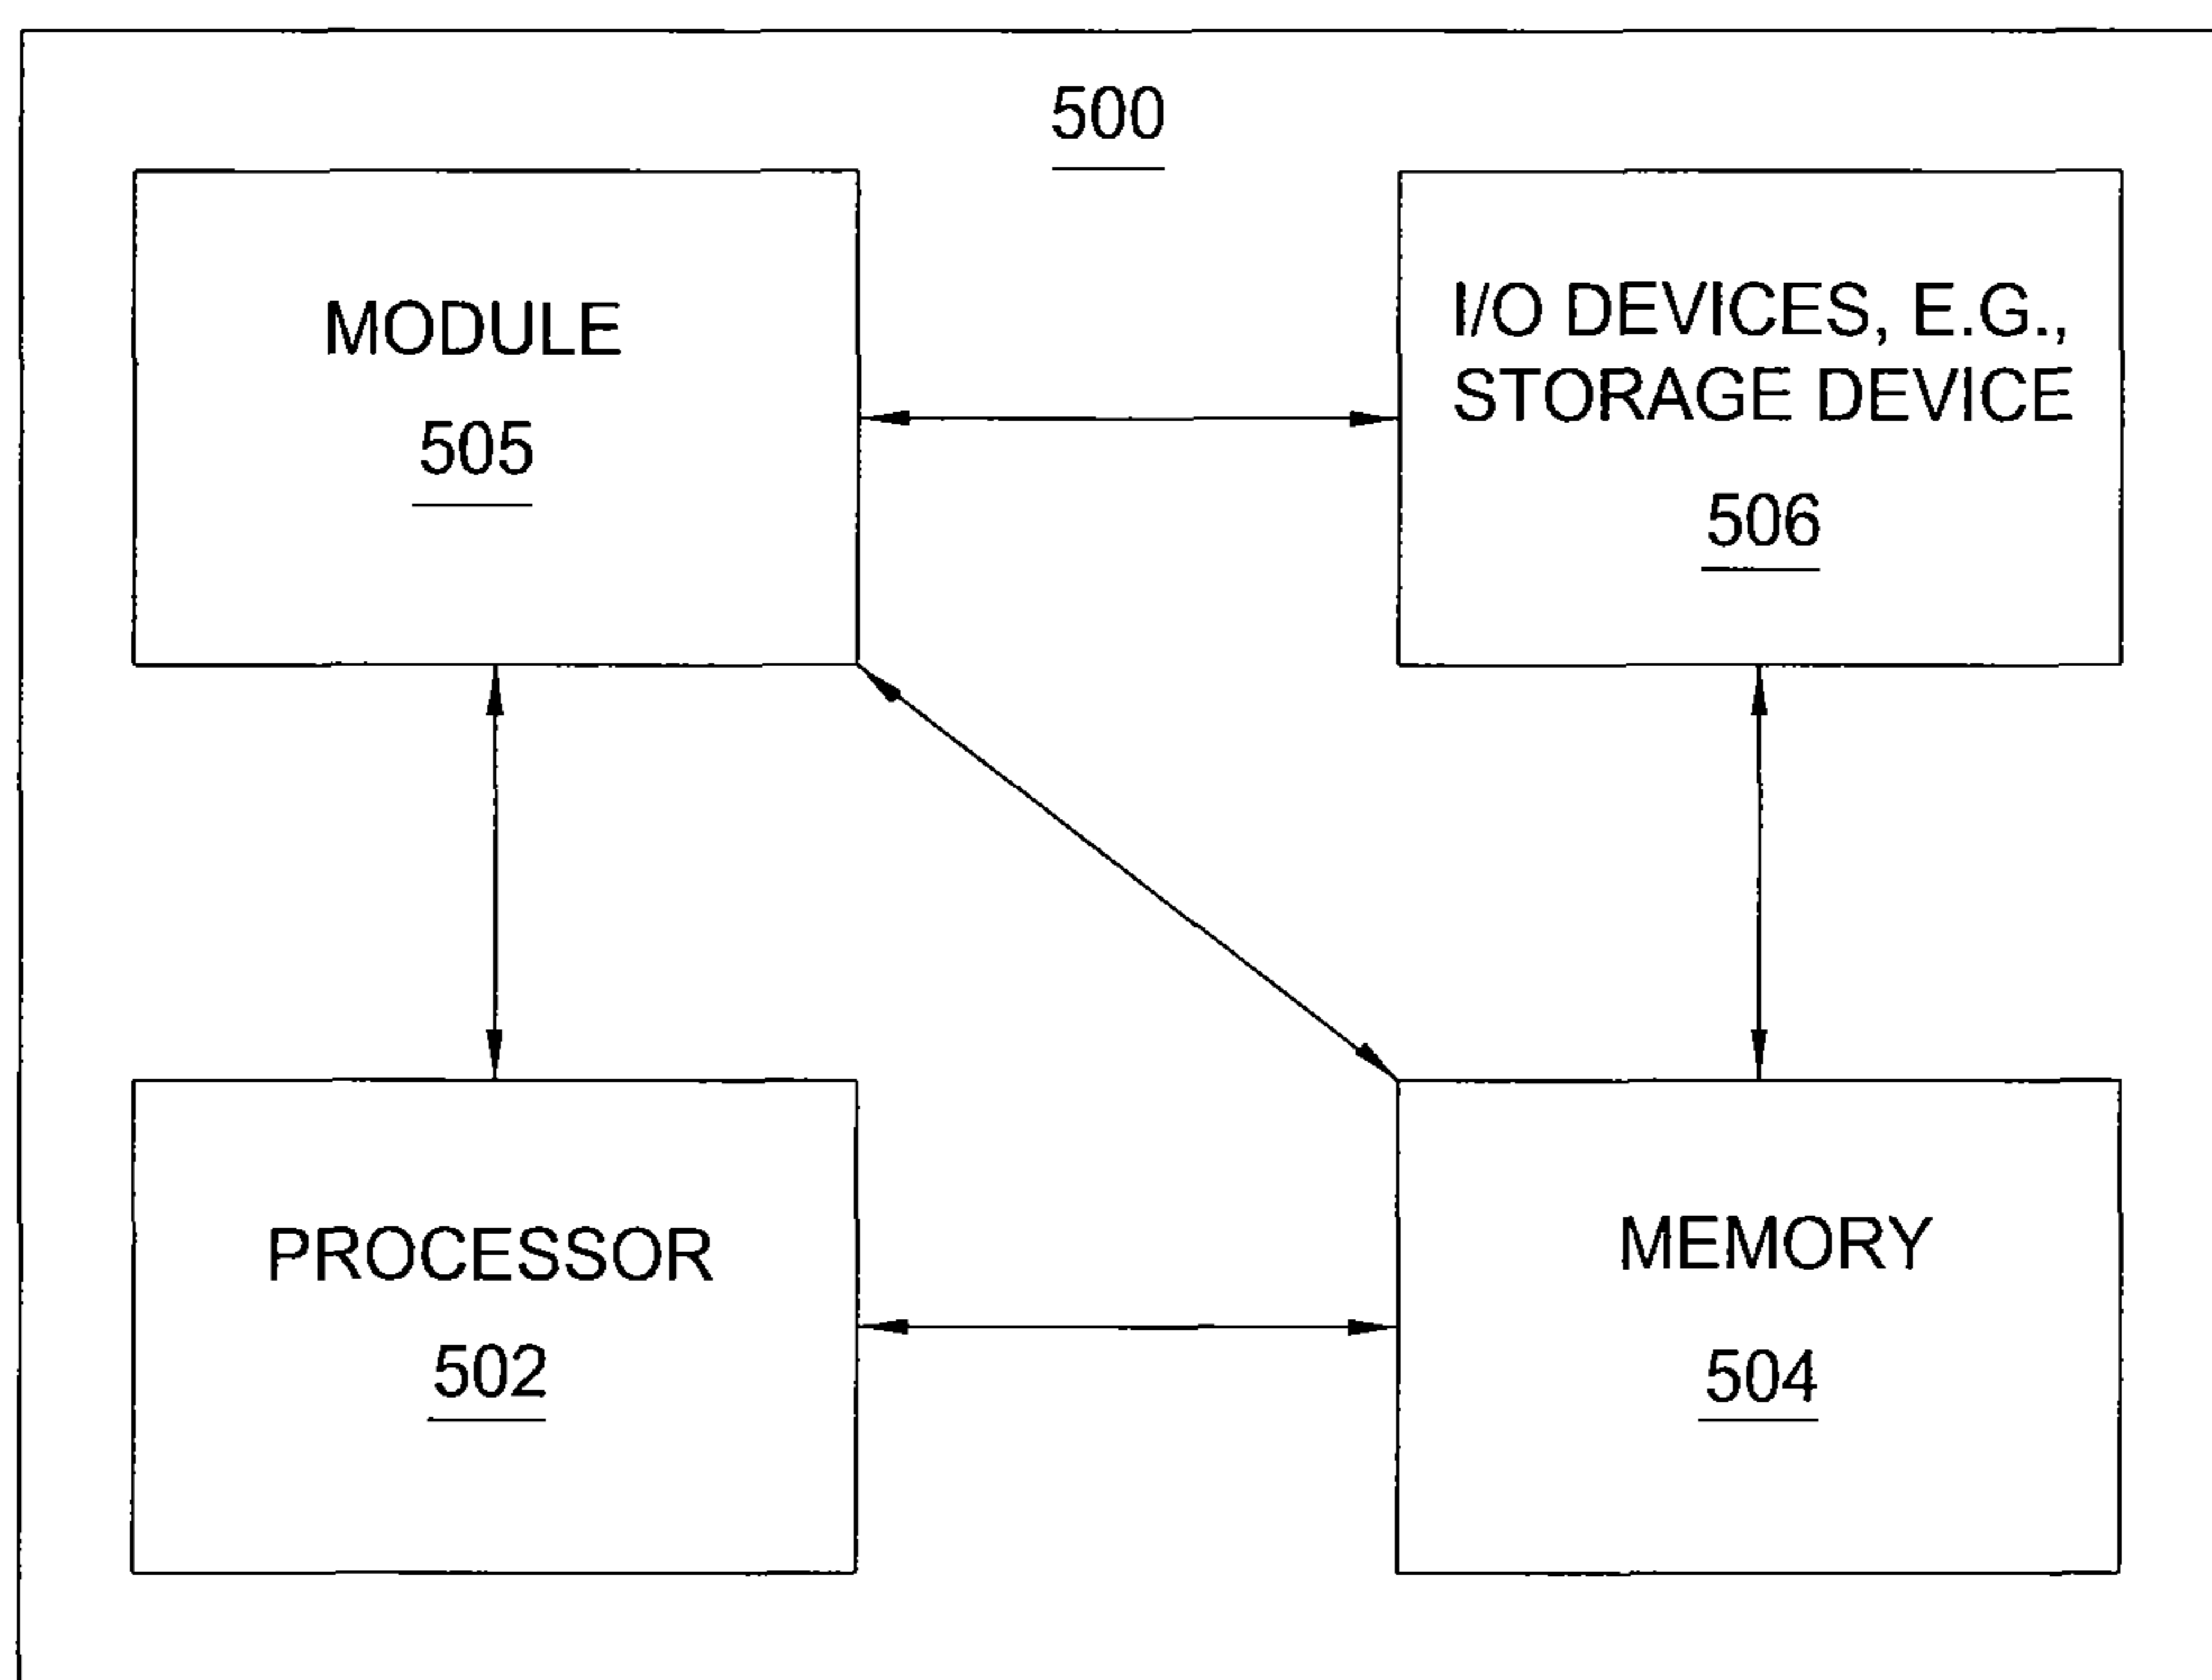 500
MODULE
505
I/O DEVICES, E.G.,
STORAGE DEVICE
506
PROCESSOR
502
MEMORY
504